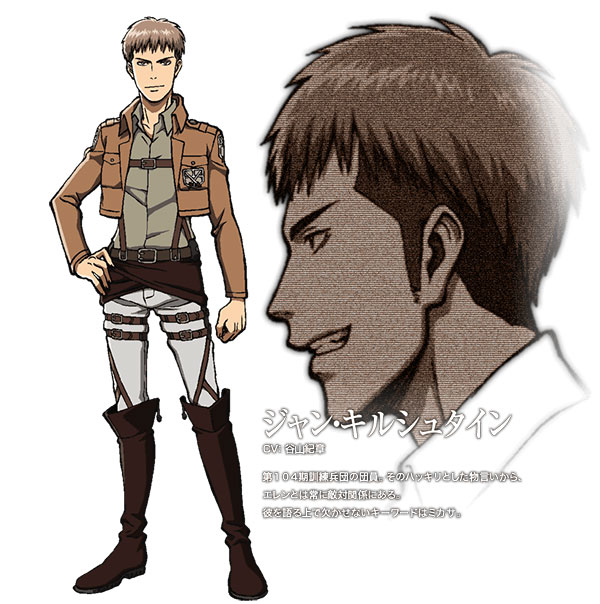 ジャン・キルシュタイン
CV：谷山紀章
第１０４期訓練兵団の団員。そのハッキリとした物言いから、
エレンとは常に敵対関係にある。
彼を語る上で欠かせないキーワードはミカサ。